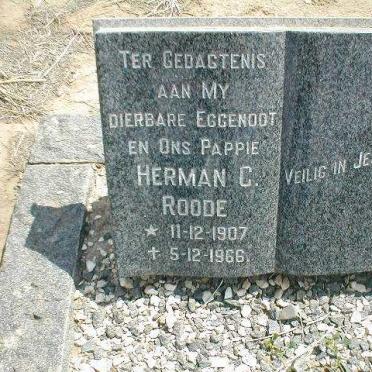 TER GEDAGTENIS
AAN MY
DIERBARE EGGENOOT
EN ONS PAPPIE
HERMAN C.
ROODE
* 11-12-1907
+ 5-12-1966.
VEILIG IN JE